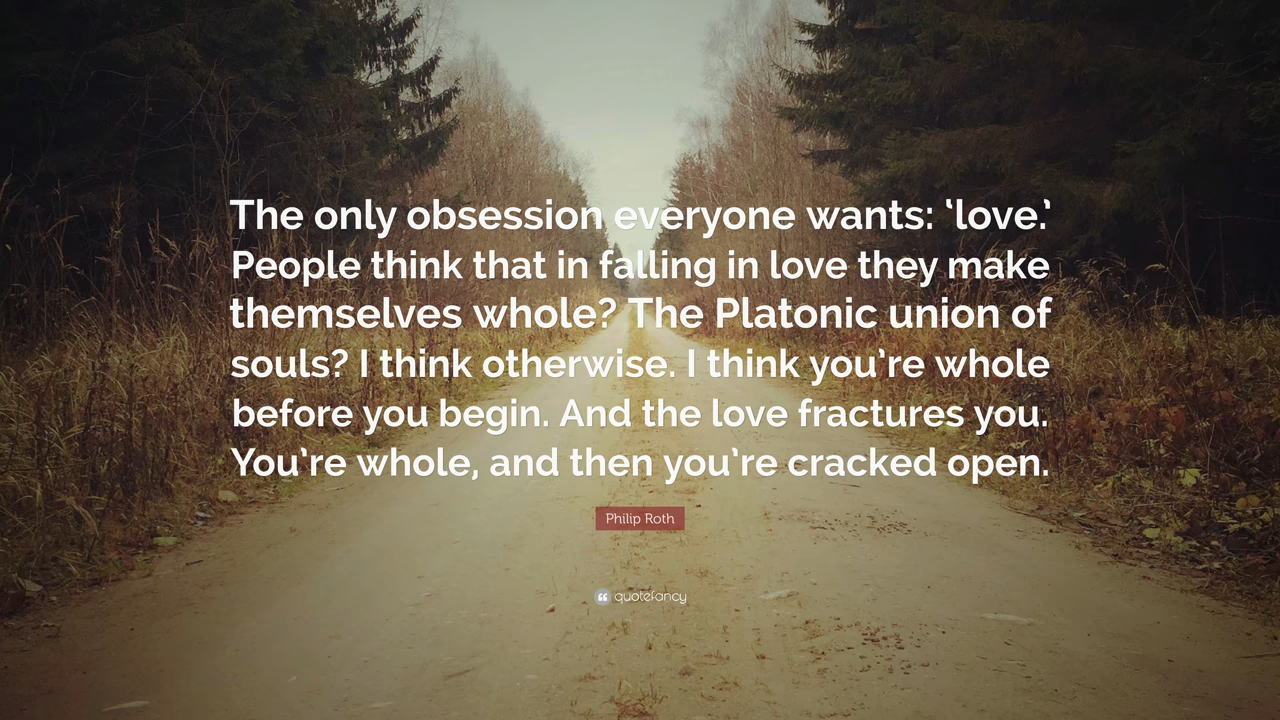 The only obsession everyone wants: ‘love.’
People think that in falling in love they make
themselves whole? The Platonic union of
souls? I think otherwise. I think you’re whole
before you begin. And the love fractures you.
You’re whole, and then you’re cracked open.
Philip Roth
quotefancy